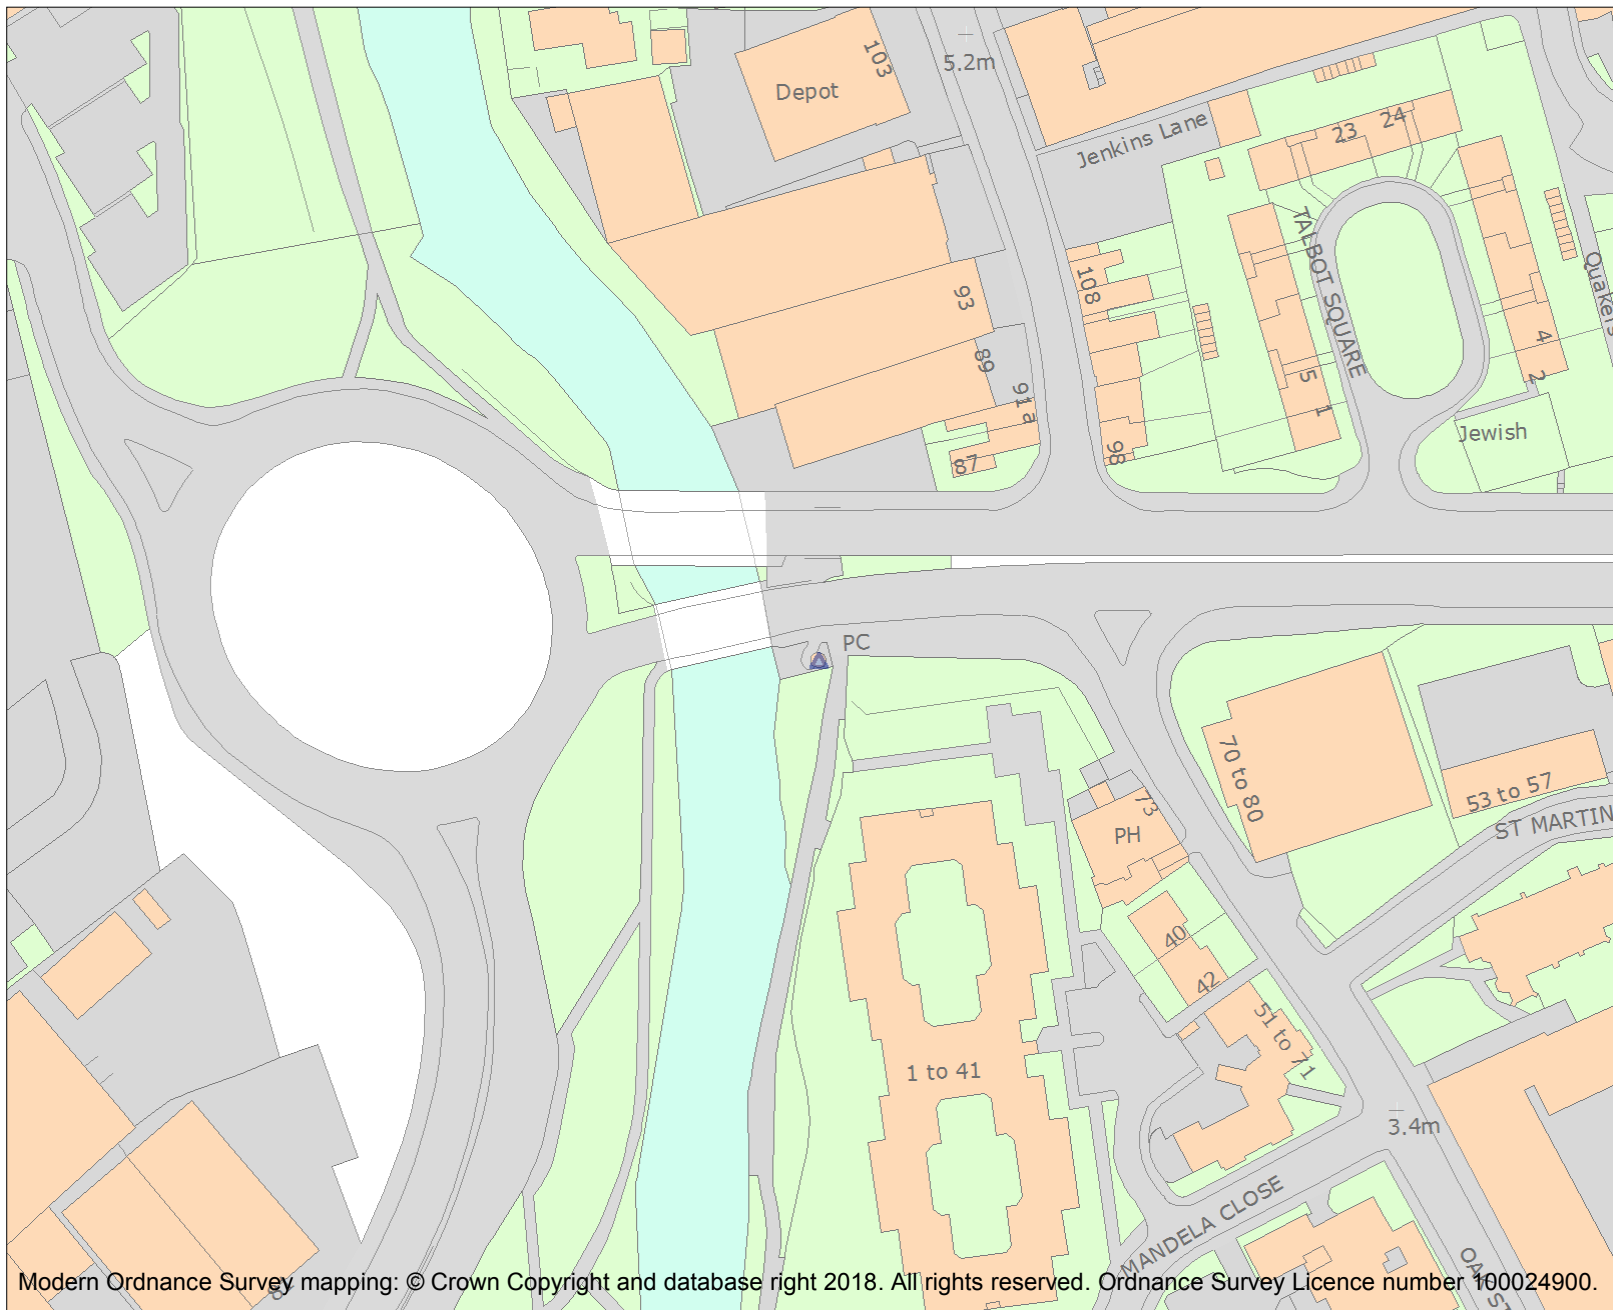 103
5.2m
Depot
Jenkins Lane
23
24
TALBOT SQUARE
Quakers
108
93
89
91a
4
2
5
1
Jewish
98
87
PC
70 to 80
53 to 57
ST MARTIN
73
PH
40
42
51 to 71
1 to 41
3.4m
MANDELA CLOSE
OAK ST
Modern Ordnance Survey mapping: © Crown Copyright and database right 2018. All rights reserved. Ordnance Survey Licence number 100024900.